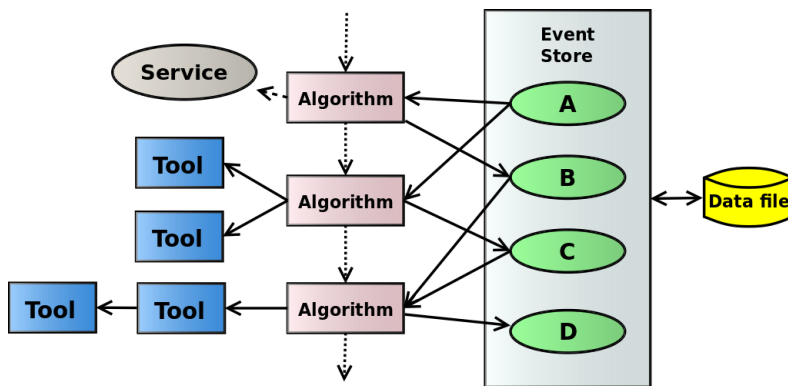 Event
Store
Service
Algorithm
A
Tool
B
Algorithm
Data file
Tool
C
Tool
Tool
Algorithm
D